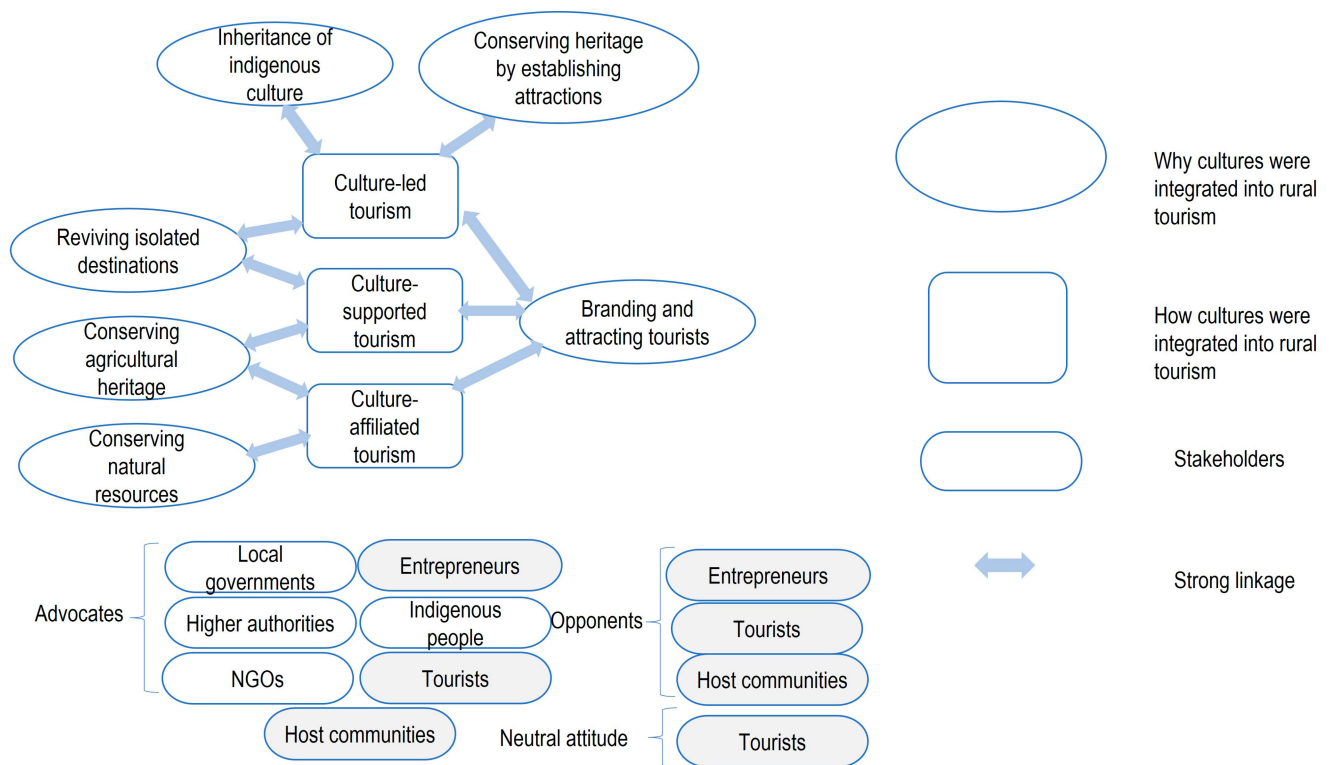 Inheritance of
indigenous
culture
Conserving heritage
by establishing
attractions
Culture-led
tourism
Reviving isolated
destinations
Culture-
supported
tourism
Branding and
attracting tourists
Conserving
agricultural
heritage
Culture-
affiliated
tourism
Conserving
natural
resources
Why cultures were
integrated into rural
tourism
How cultures were
integrated into rural
tourism
Stakeholders
Strong linkage
Advocates
Local
governments
Entrepreneurs
Higher authorities
Indigenous
people
NGOs
Tourists
Host communities
Opponents
Entrepreneurs
Tourists
Host communities
Neutral attitude
Tourists